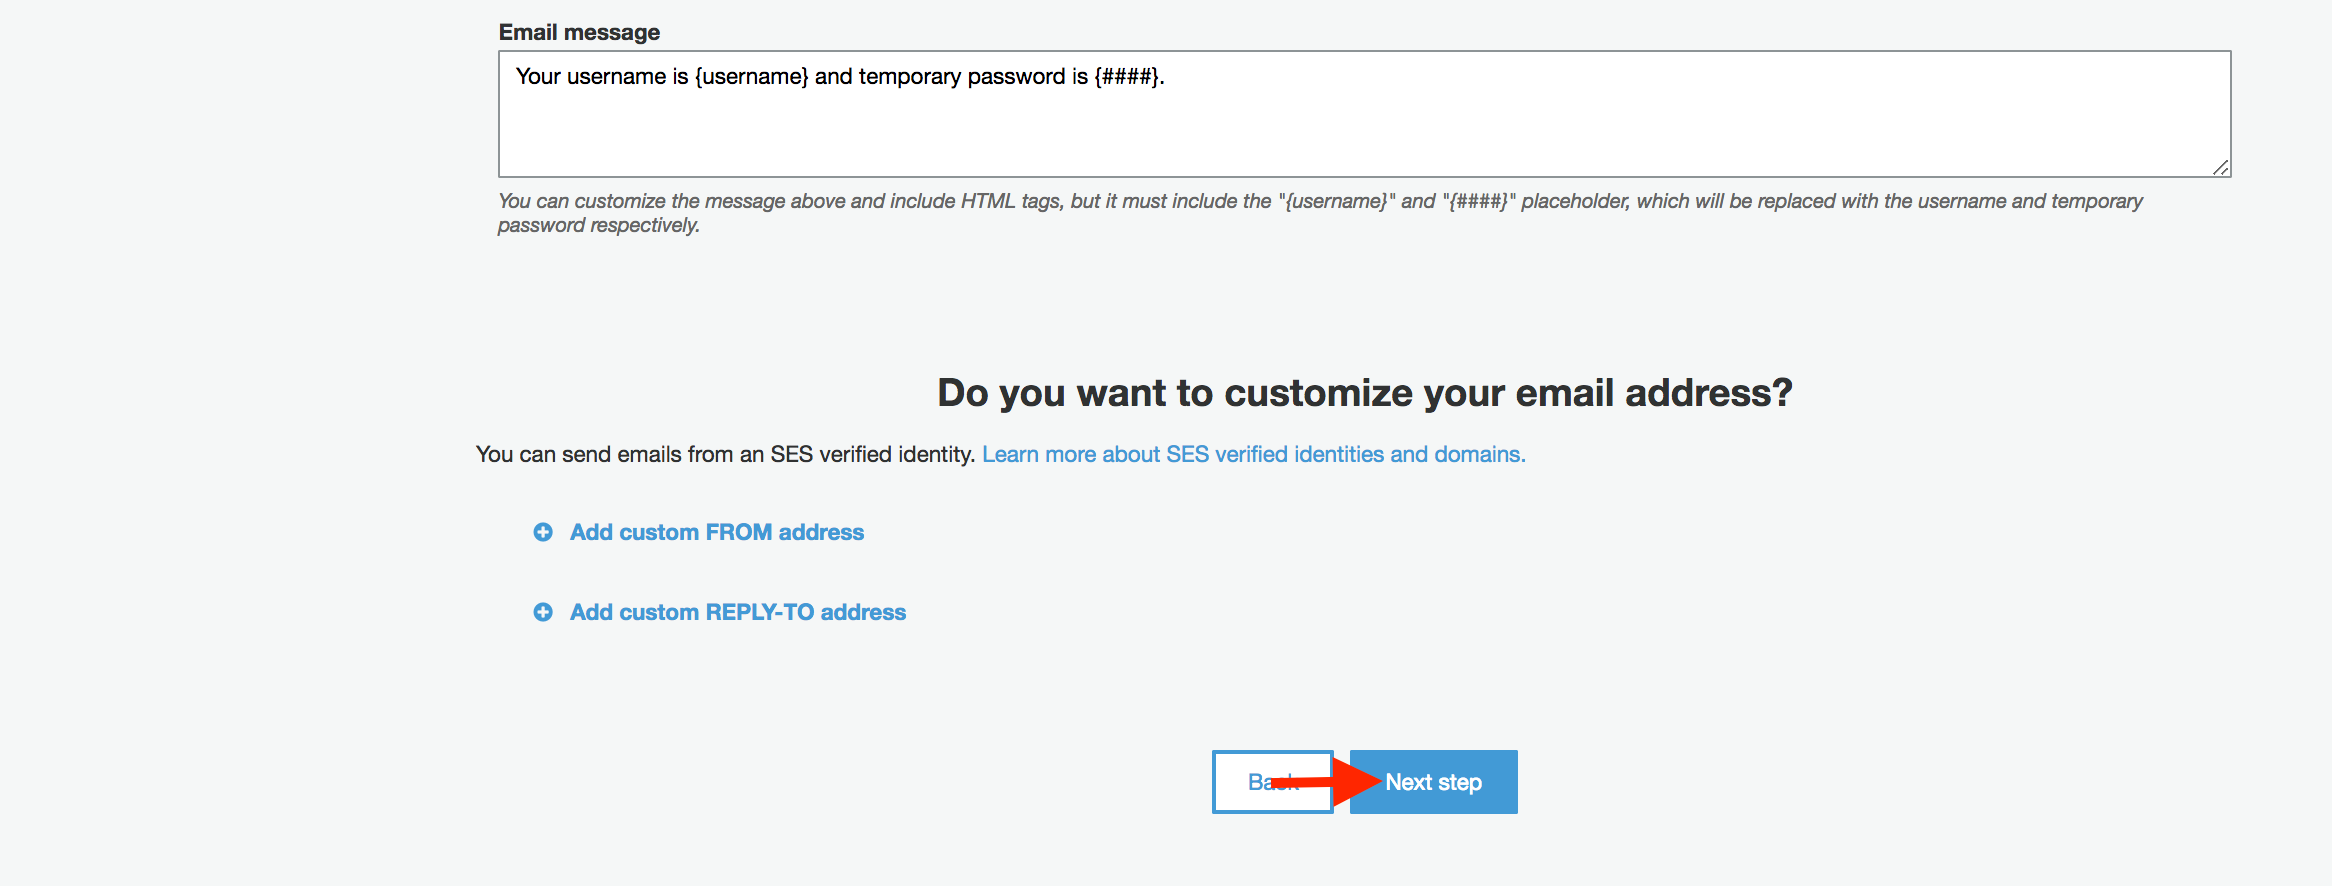 Email message
Your username is {username} and temporary password is {####}.
You can customize the message above and include HTML tags, but it must include the "{username}" and "{####}" placeholder, which will be replaced with the username and temporary
password respectively.
Do you want to customize your email address?
You can send emails from an SES verified identity. Learn more about SES verified identities and domains.
Add custom FROM address
Add custom REPLY-TO address
Back Next step